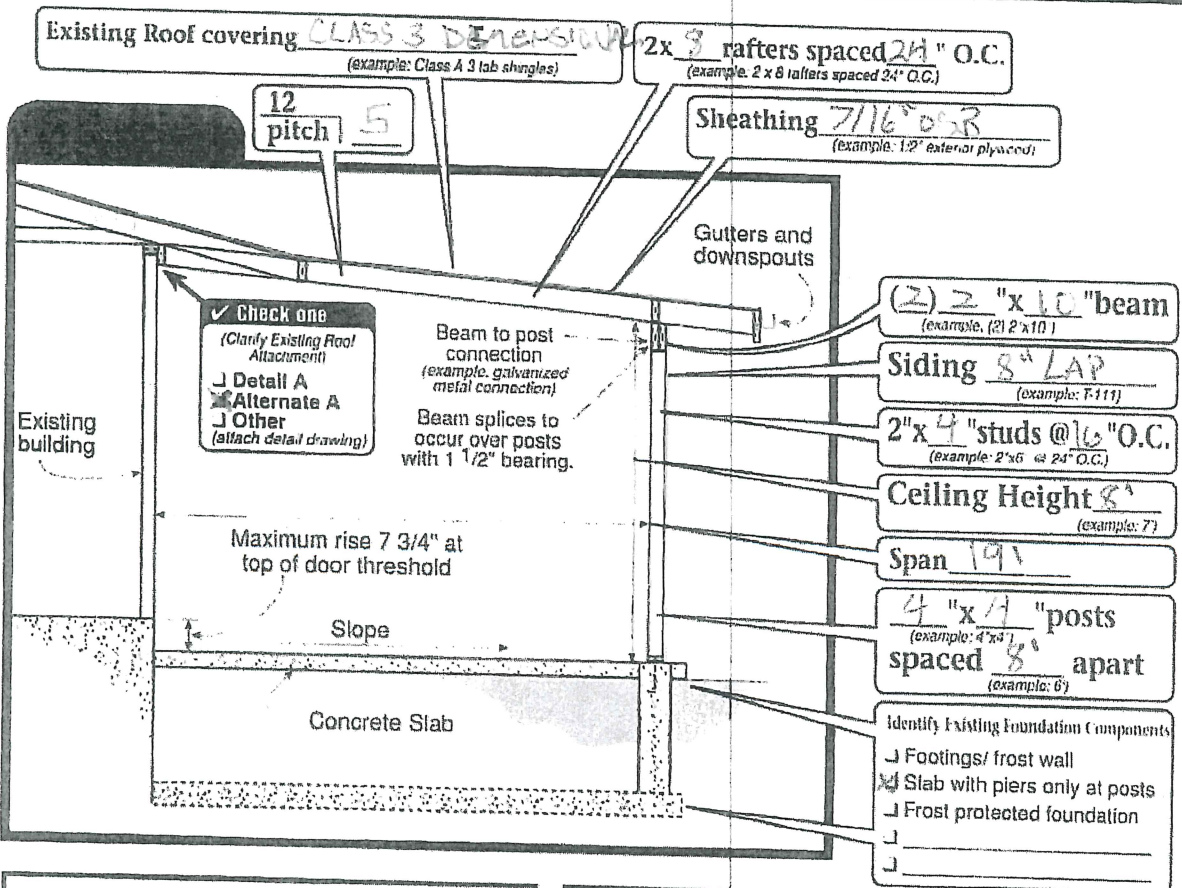 Existing Roof covering CLASS 3 DIMENSIONAL
(example: Class A 3 tab shingles)
2x 8 rafters spaced 24" O.C.
(example: 2 x 8 rafters spaced 24" O.C.)
12
pitch 5
Sheathing 7/16" OSB
(example: 1/2" exterior plywood)
Gutters and
downspouts
✓ Check one
(Clarify Existing Roof
Attachment)
Detail A
Alternate A
Other
(attach detail drawing)
Beam to post
connection
(example. galvanized
metal connection)
Beam splices to
occur over posts
with 1 1/2" bearing.
Existing
building
Maximum rise 7 3/4" at
top of door threshold
Slope
Concrete Slab
(2) 2 "x 10 "beam
(example, (2) 2"x10")
Siding 8" LAP
(example: T-111)
2"x 4 "studs @ 16 "O.C.
(example: 2"x6" @ 24" O.C.)
Ceiling Height 8'
(example: 7')
Span 19'
4 "x 4 "posts
(example: 4"x4")
spaced 8' apart
(example: 6')
Identify Existing Foundation Components
Footings/ frost wall
Slab with piers only at posts
Frost protected foundation